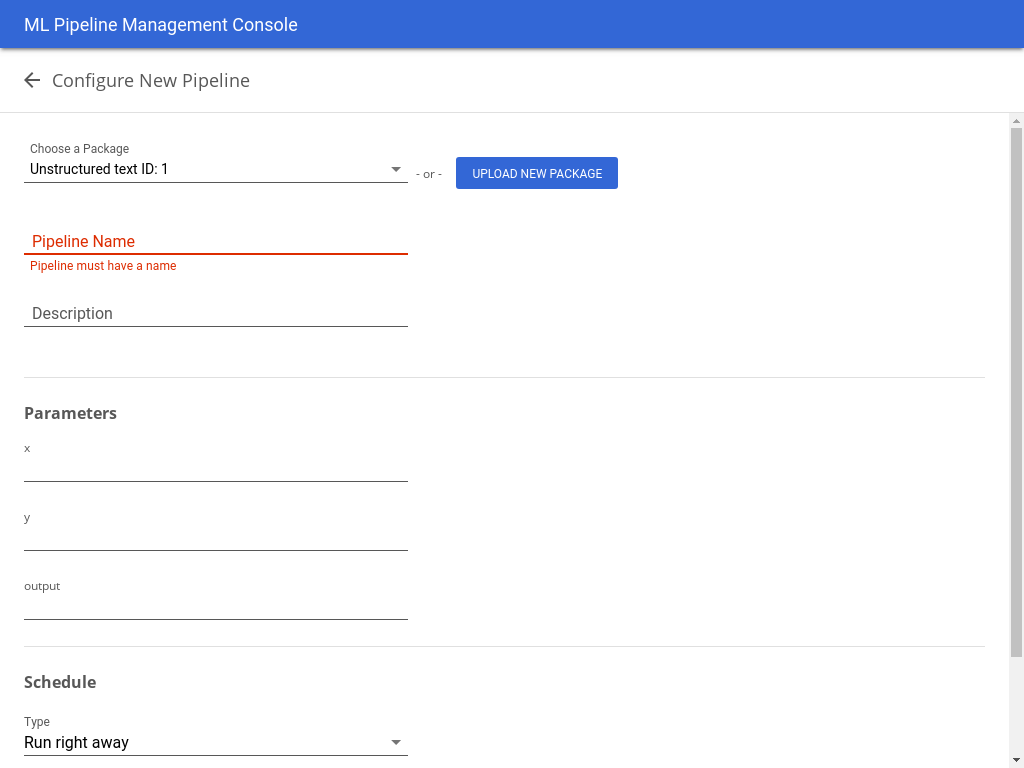 ML Pipeline Management Console
Configure New Pipeline
Choose a Package
Unstructured text ID: 1
- or -
UPLOAD NEW PACKAGE
Pipeline Name
Pipeline must have a name
Description
Parameters
x
y
output
Schedule
Type
Run right away